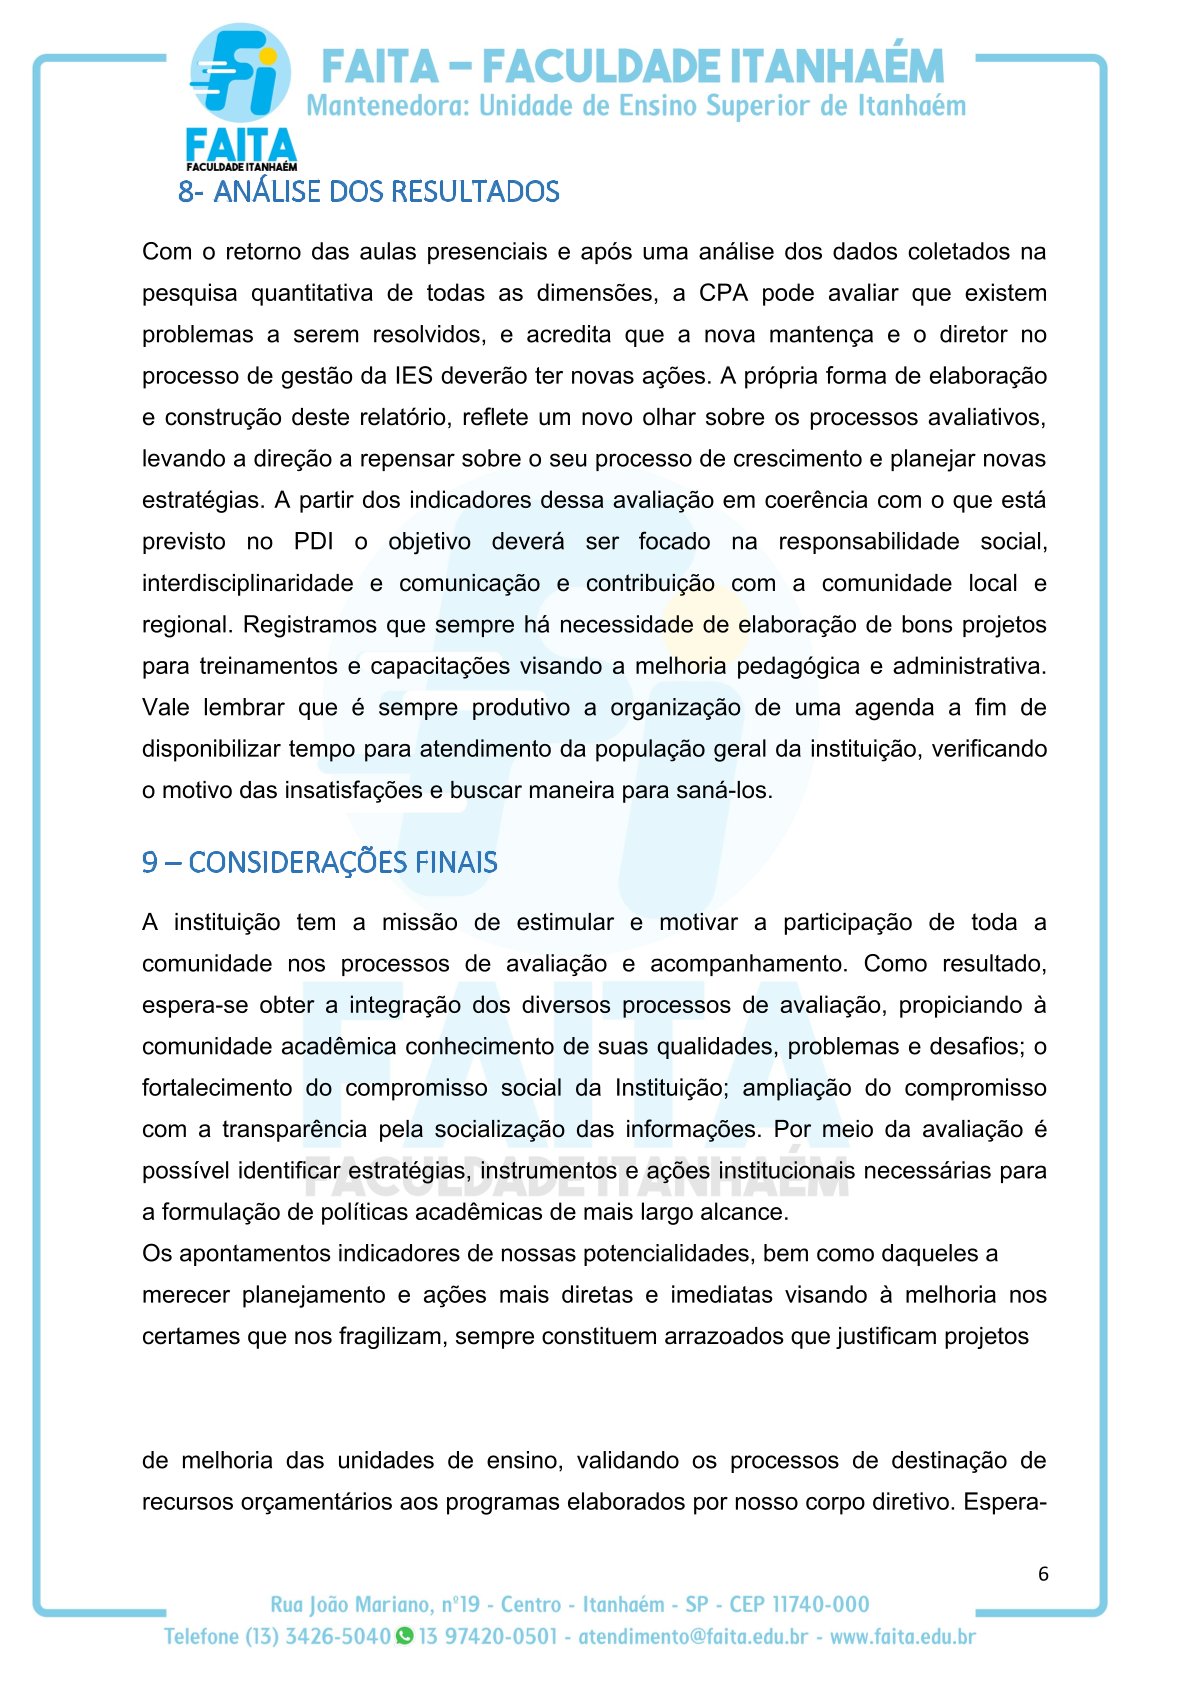 FAITA – FACULDADE ITANHAÉM
Mantenedora: Unidade de Ensino Superior de Itanhaém
Fi
FAITA
FACULDADE ITANHAÉM
8- ANÁLISE DOS RESULTADOS
Com o retorno das aulas presenciais e após uma análise dos dados coletados na
pesquisa quantitativa de todas as dimensões, a CPA pode avaliar que existem
problemas a serem resolvidos, e acredita que a nova mantença e o diretor no
processo de gestão da IES deverão ter novas ações. A própria forma de elaboração
e construção deste relatório, reflete um novo olhar sobre os processos avaliativos,
levando a direção a repensar sobre o seu processo de crescimento e planejar novas
estratégias. A partir dos indicadores dessa avaliação em coerência com o que está
previsto no PDI o objetivo deverá ser focado na responsabilidade social,
interdisciplinaridade e comunicação e contribuição com a comunidade local e
regional. Registramos que sempre há necessidade de elaboração de bons projetos
para treinamentos e capacitações visando a melhoria pedagógica e administrativa.
Vale lembrar que é sempre produtivo a organização de uma agenda a fim de
disponibilizar tempo para atendimento da população geral da instituição, verificando
o motivo das insatisfações e buscar maneira para saná-los.
9 – CONSIDERAÇÕES FINAIS
A instituição tem a missão de estimular e motivar a participação de toda a
comunidade nos processos de avaliação e acompanhamento. Como resultado,
espera-se obter a integração dos diversos processos de avaliação, propiciando à
comunidade acadêmica conhecimento de suas qualidades, problemas e desafios; o
fortalecimento do compromisso social da Instituição; ampliação do compromisso
com a transparência pela socialização das informações. Por meio da avaliação é
possível identificar estratégias, instrumentos e ações institucionais necessárias para
a formulação de políticas acadêmicas de mais largo alcance.
Os apontamentos indicadores de nossas potencialidades, bem como daqueles a
merecer planejamento e ações mais diretas e imediatas visando à melhoria nos
certames que nos fragilizam, sempre constituem arrazoados que justificam projetos
de melhoria das unidades de ensino, validando os processos de destinação de
recursos orçamentários aos programas elaborados por nosso corpo diretivo. Espera-
Fi
FAITA
FACULDADE ITANHAÉM
6
Rua João Mariano, nº19 - Centro - Itanhaém - SP - CEP 11740-000
Telefone (13) 3426-5040 13 97420-0501 - atendimento@faita.edu.br - www.faita.edu.br